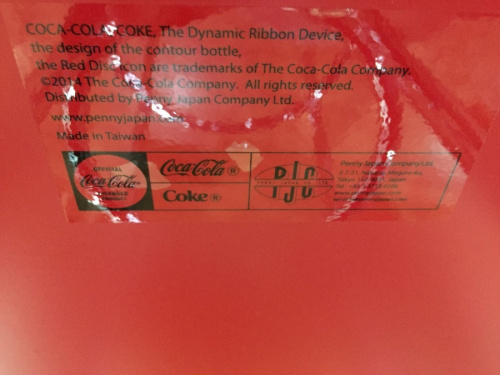 COCA-COLA, COKE, The Dynamic Ribbon Device,
the design of the contour bottle,
the Red Disc Icon are trademarks of The Coca-Cola Company.
©2014 The Coca-Cola Company. All rights reserved.
Distributed by Penny Japan Company Ltd.
www.pennyjapan.com
Made in Taiwan
Coca-Cola
Coca-Cola ®
Coke ®
Penny Japan Company Ltd.